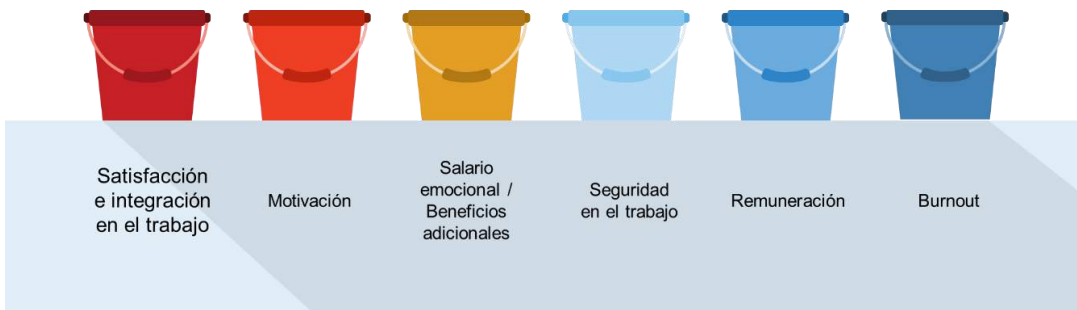 Satisfacción
e integración
en el trabajo
Motivación
Salario
emocional /
Beneficios
adicionales
Seguridad
en el trabajo
Remuneración
Burnout